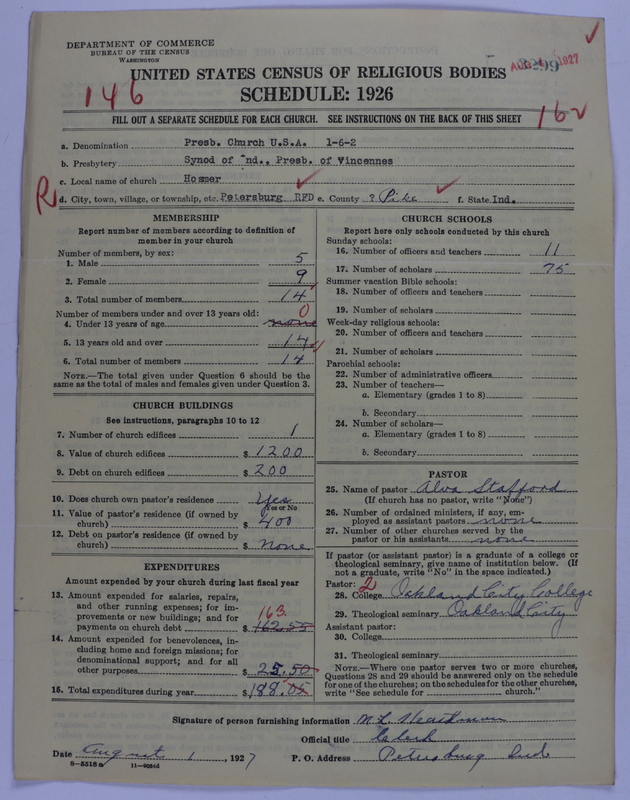 DEPARTMENT OF COMMERCE
BUREAU OF THE CENSUS
WASHINGTON
3299
1927
UNITED STATES CENSUS OF RELIGIOUS BODIES
SCHEDULE: 1926
146
162
FILL OUT A SEPARATE SCHEDULE FOR EACH CHURCH. SEE INSTRUCTIONS ON THE BACK OF THIS SHEET
a. Denomination Presb. Church U.S.A. 1-6-2
b. Presbytery Synod of nd., Presb. of Vincennes
c. Local name of church Hosmer
R d. City, town, village, or township, etc. Petersburg RFD e. County ? Pike f. State Ind.
MEMBERSHIP
Report number of members according to definition of
member in your church
Number of members, by sex:
1. Male 5
2. Female 9
3. Total number of members 14
Number of members under and over 13 years old: 0
4. Under 13 years of age none
5. 13 years old and over 14
6. Total number of members 14
NOTE.—The total given under Question 6 should be the
same as the total of males and females given under Question 3.
CHURCH BUILDINGS
See instructions, paragraphs 10 to 12
7. Number of church edifices 1
8. Value of church edifices $ 1200
9. Debt on church edifices $ 200
10. Does church own pastor's residence Yes
Yes or No
11. Value of pastor's residence (if owned by
church) $ 400
12. Debt on pastor's residence (if owned by
church) $ None
EXPENDITURES
Amount expended by your church during last fiscal year
13. Amount expended for salaries, repairs,
and other running expenses; for im-
provements or new buildings; and for 163.
payments on church debt $ 162.55
14. Amount expended for benevolences, in-
cluding home and foreign missions; for
denominational support; and for all
other purposes $ 25.50
15. Total expenditures during year $ 188.05
CHURCH SCHOOLS
Report here only schools conducted by this church
Sunday schools:
16. Number of officers and teachers 11
17. Number of scholars 75
Summer vacation Bible schools:
18. Number of officers and teachers
19. Number of scholars
Week-day religious schools:
20. Number of officers and teachers
21. Number of scholars
Parochial schools:
22. Number of administrative officers
23. Number of teachers—
a. Elementary (grades 1 to 8)
b. Secondary
24. Number of scholars—
a. Elementary (grades 1 to 8)
b. Secondary
PASTOR
25. Name of pastor Alva Stafford
(If church has no pastor, write "None")
26. Number of ordained ministers, if any, em-
ployed as assistant pastors none
27. Number of other churches served by the
pastor or his assistants none
If pastor (or assistant pastor) is a graduate of a college or
theological seminary, give name of institution below. (If
not a graduate, write "No" in the space indicated.)
Pastor: 2
28. College Oakland City College
29. Theological seminary Oakland City
Assistant pastor:
30. College
31. Theological seminary
NOTE.—Where one pastor serves two or more churches,
Questions 28 and 29 should be answered only on the schedule
for one of the churches; on the schedules for the other churches,
write "See schedule for church."
Signature of person furnishing information
Official title Clerk
Date August 1, 1927 P. O. Address Petersburg Ind
8-5518a 11-9054d